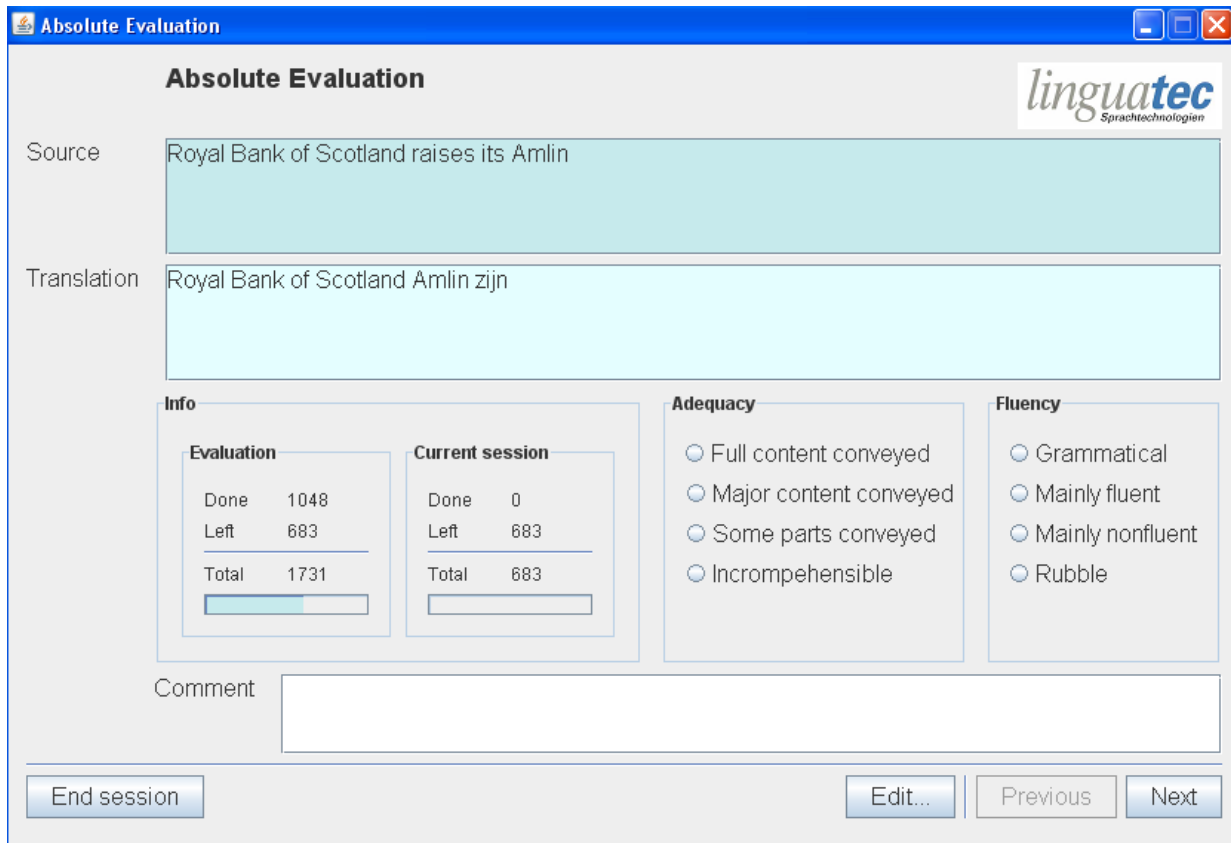 Absolute Evaluation
Absolute Evaluation
linguatec
Sprachtechnologien
Source
Royal Bank of Scotland raises its Amlin
Translation
Royal Bank of Scotland Amlin zijn
Info
Evaluation
Done 1048
Left 683
Total 1731
Current session
Done 0
Left 683
Total 683
Adequacy
Full content conveyed
Major content conveyed
Some parts conveyed
Incrompehensible
Fluency
Grammatical
Mainly fluent
Mainly nonfluent
Rubble
Comment
End session
Edit...
Previous
Next